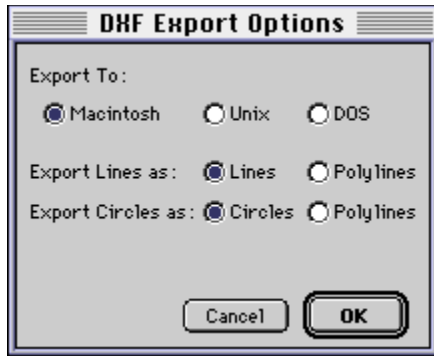 DXF Export Options
Export To:
Macintosh Unix DOS
Export Lines as: Lines Polylines
Export Circles as: Circles Polylines
Cancel OK